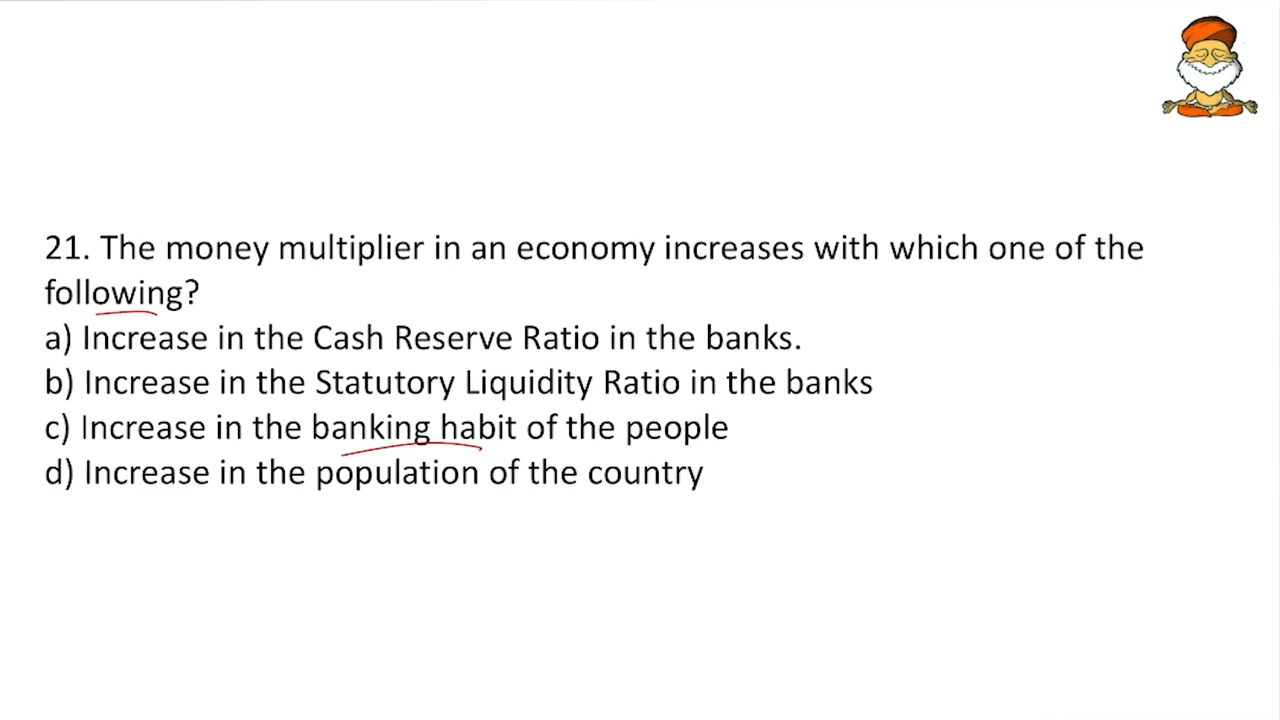 21. The money multiplier in an economy increases with which one of the
following?
a) Increase in the Cash Reserve Ratio in the banks.
b) Increase in the Statutory Liquidity Ratio in the banks
c) Increase in the banking habit of the people
d) Increase in the population of the country